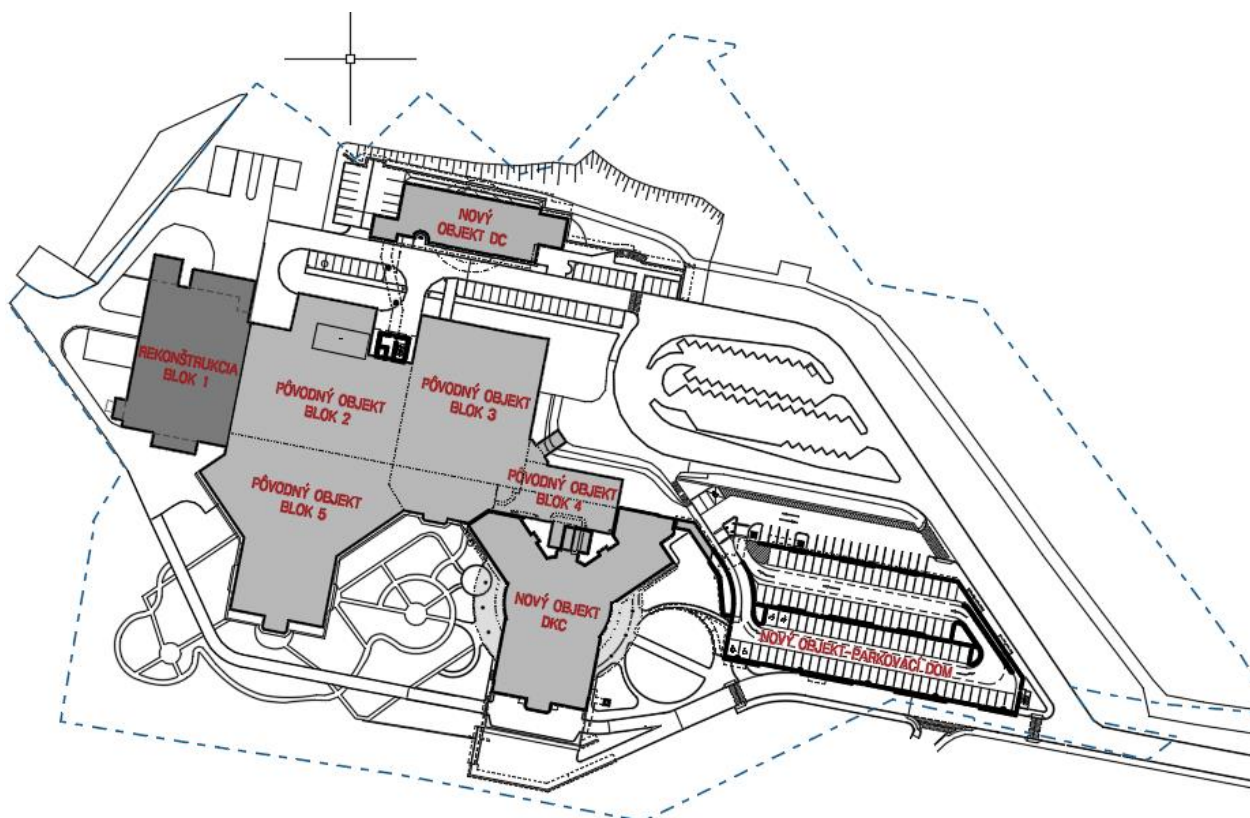 NOVÝ
OBJEKT DC
REKONŠTRUKCIA
BLOK 1
PÔVODNÝ OBJEKT
BLOK 2
PÔVODNÝ OBJEKT
BLOK 3
PÔVODNÝ OBJEKT
BLOK 4
PÔVODNÝ OBJEKT
BLOK 5
NOVÝ OBJEKT
DKC
NOVÝ OBJEKT-PARKOVACÍ DOM